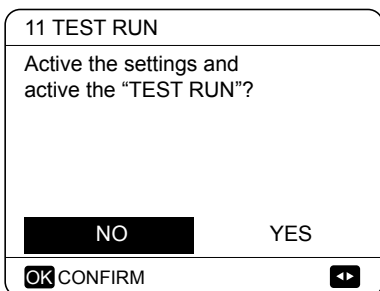 11 TEST RUN
Active the settings and
active the “TEST RUN”?
NO YES
OK CONFIRM